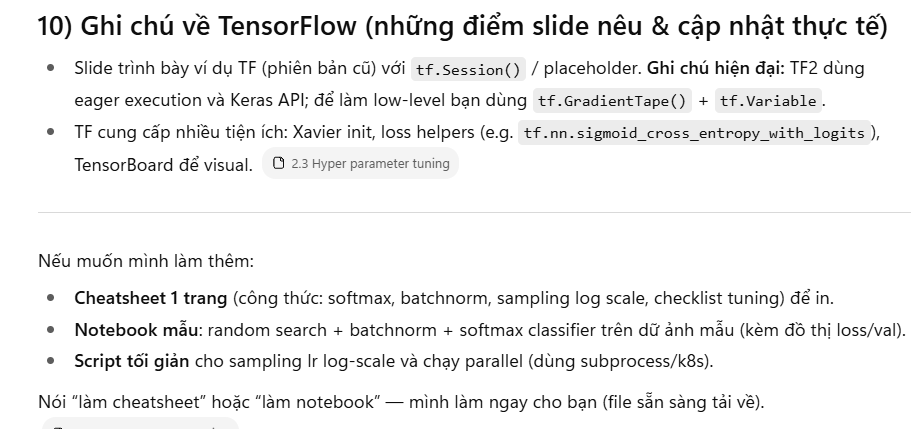 10) Ghi chú về TensorFlow (những điểm slide nêu & cập nhật thực tế)
• Slide trình bày ví dụ TF (phiên bản cũ) với tf.Session() / placeholder. Ghi chú hiện đại: TF2 dùng
eager execution và Keras API; để làm low-level bạn dùng tf.GradientTape() + tf.Variable.
• TF cung cấp nhiều tiện ích: Xavier init, loss helpers (e.g. tf.nn.sigmoid_cross_entropy_with_logits),
TensorBoard để visual. 2.3 Hyper parameter tuning
Nếu muốn mình làm thêm:
• Cheatsheet 1 trang (công thức: softmax, batchnorm, sampling log scale, checklist tuning) để in.
• Notebook mẫu: random search + batchnorm + softmax classifier trên dữ ảnh mẫu (kèm đồ thị loss/val).
• Script tối giản cho sampling lr log-scale và chạy parallel (dùng subprocess/k8s).
Nói “làm cheatsheet” hoặc “làm notebook” — mình làm ngay cho bạn (file sẵn sàng tải về).